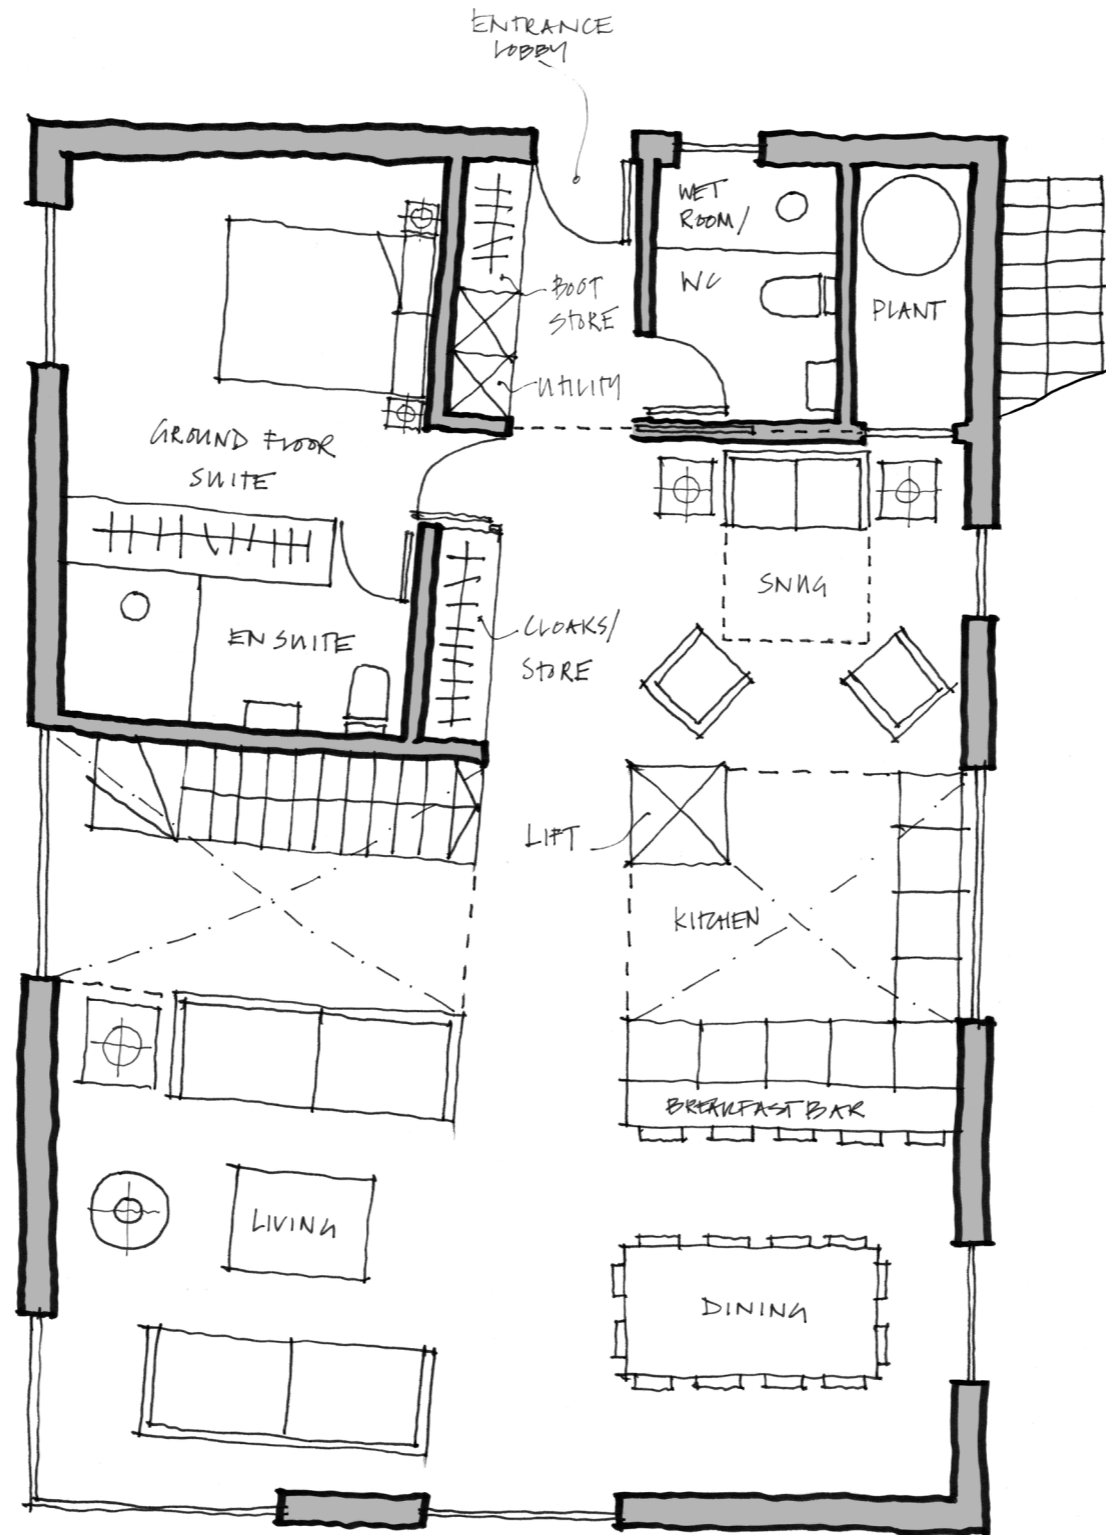 ENTRANCE
LOBBY
WET
ROOM/
WC
PLANT
BOOT
STORE
UTILITY
GROUND FLOOR
SUITE
SNUG
EN SUITE
CLOAKS/
STORE
LIFT
KITCHEN
BREAKFAST BAR
LIVING
DINING